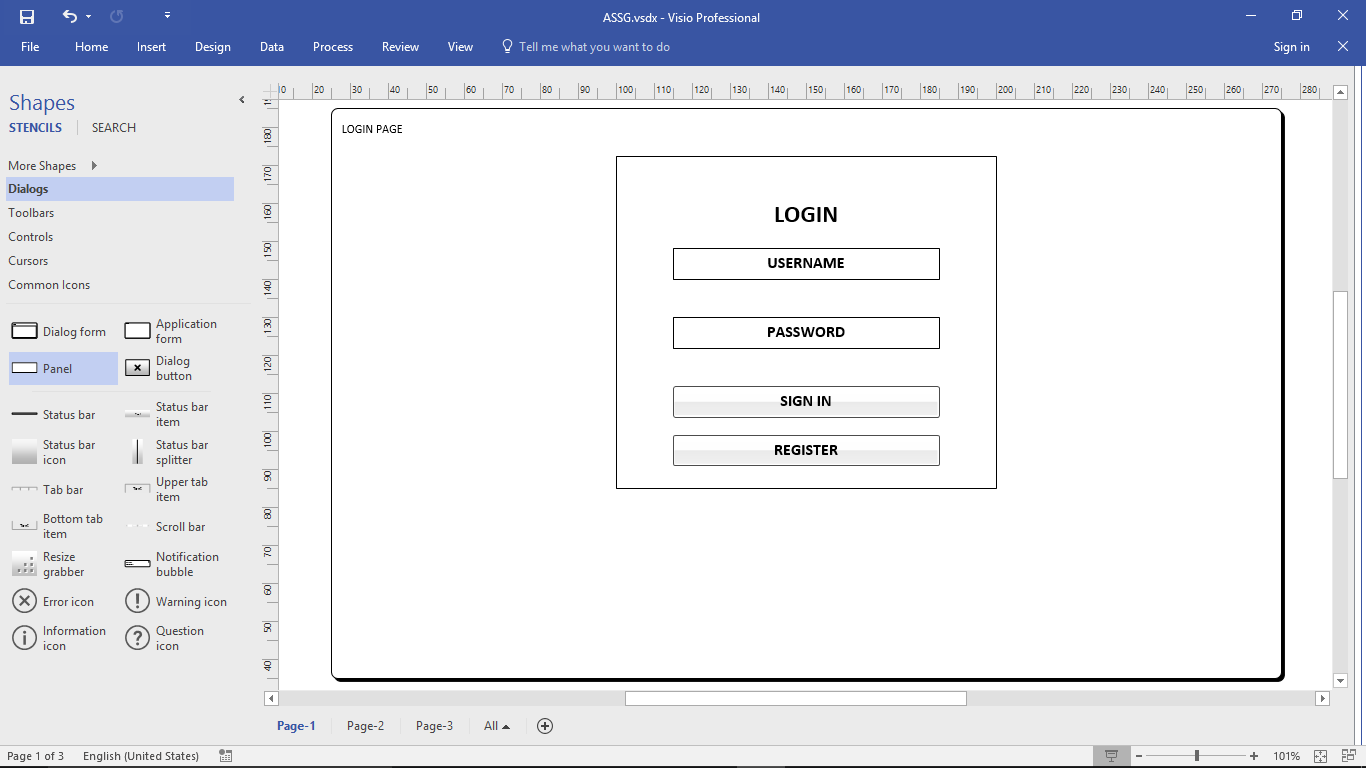 ASSG.vsdx - Visio Professional
File Home Insert Design Data Process Review View Tell me what you want to do Sign in
Shapes
STENCILS SEARCH
More Shapes
Dialogs
Toolbars
Controls
Cursors
Common Icons
Dialog form
Application
form
Panel
Dialog
button
Status bar
Status bar
item
Status bar
icon
Status bar
splitter
Tab bar
Upper tab
item
Bottom tab
item
Scroll bar
Resize
grabber
Notification
bubble
Error icon
Warning icon
Information
icon
Question
icon
20 30 40 50 60 70 80 90 100 110 120 130 140 150 160 170 180 190 200 210 220 230 240 250 260 270 280
180
170
160
150
140
130
120
110
100
90
80
70
60
50
40
LOGIN PAGE
LOGIN
USERNAME
PASSWORD
SIGN IN
REGISTER
Page-1 Page-2 Page-3 All
Page 1 of 3 English (United States) 101%